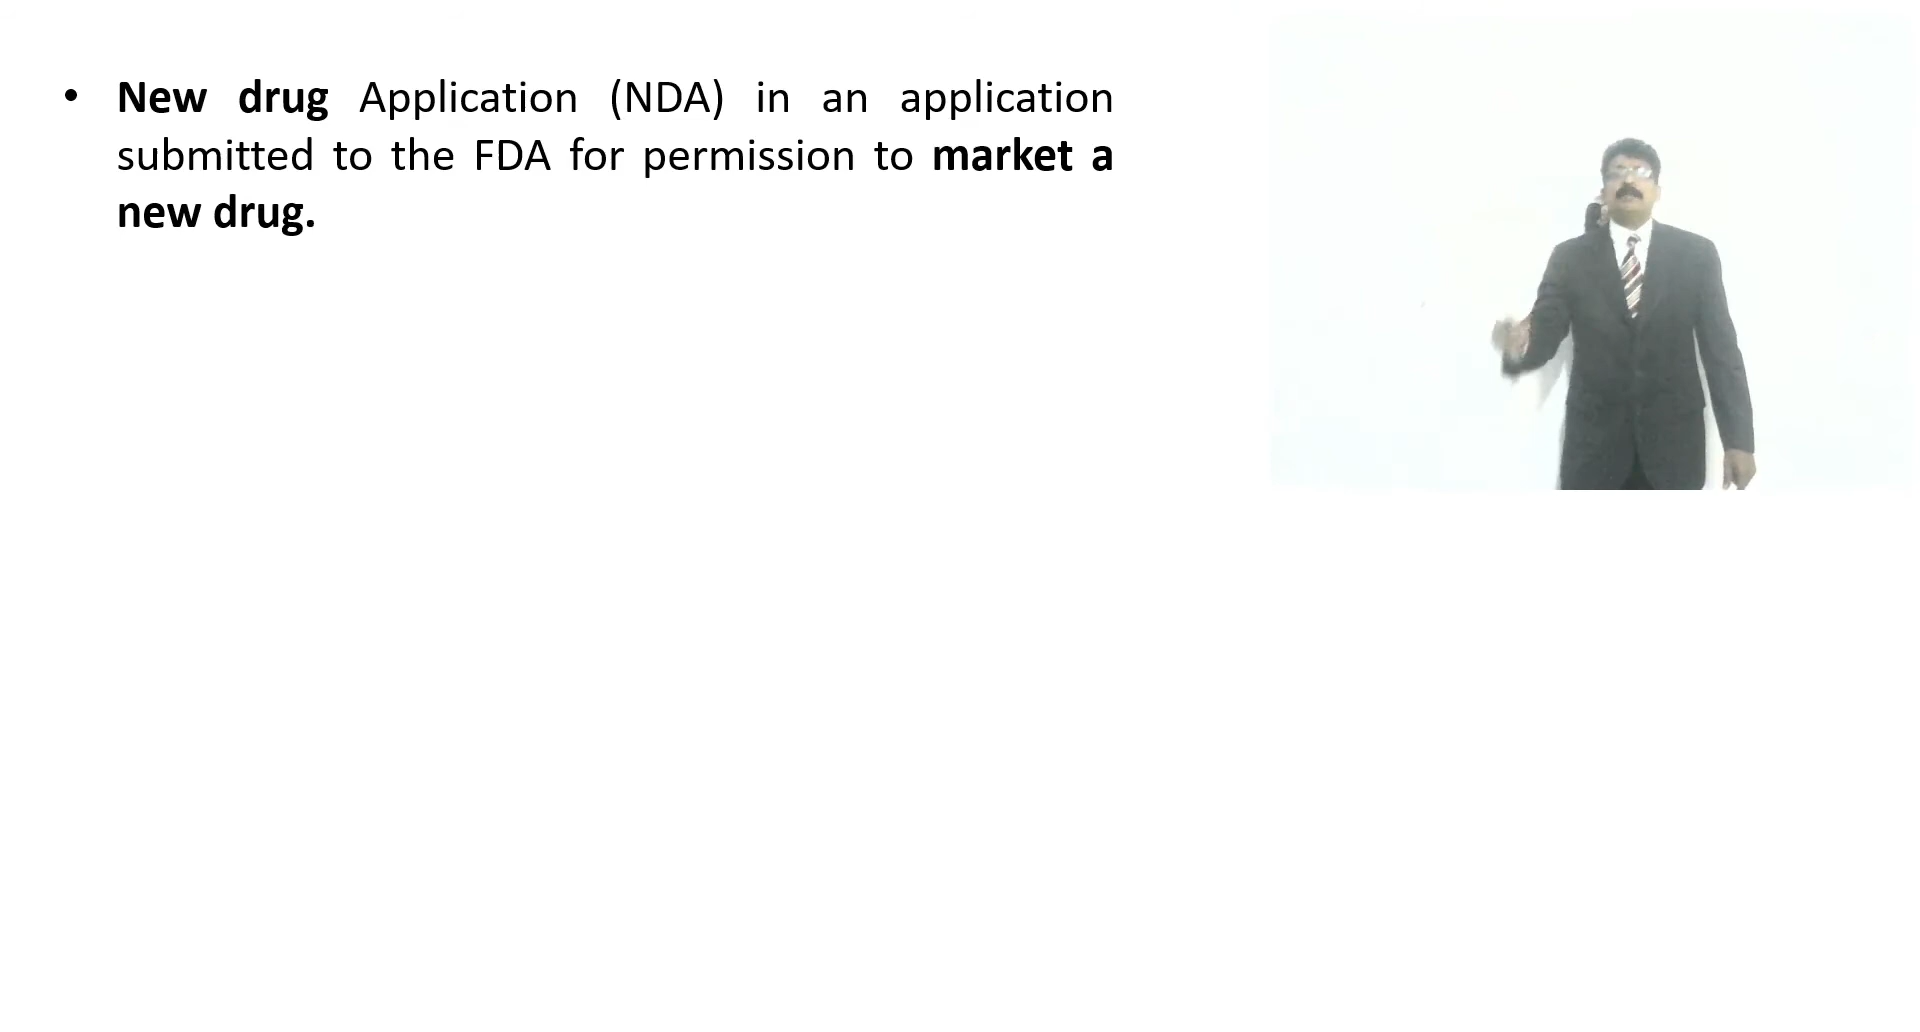 • New drug Application (NDA) in an application
submitted to the FDA for permission to market a
new drug.